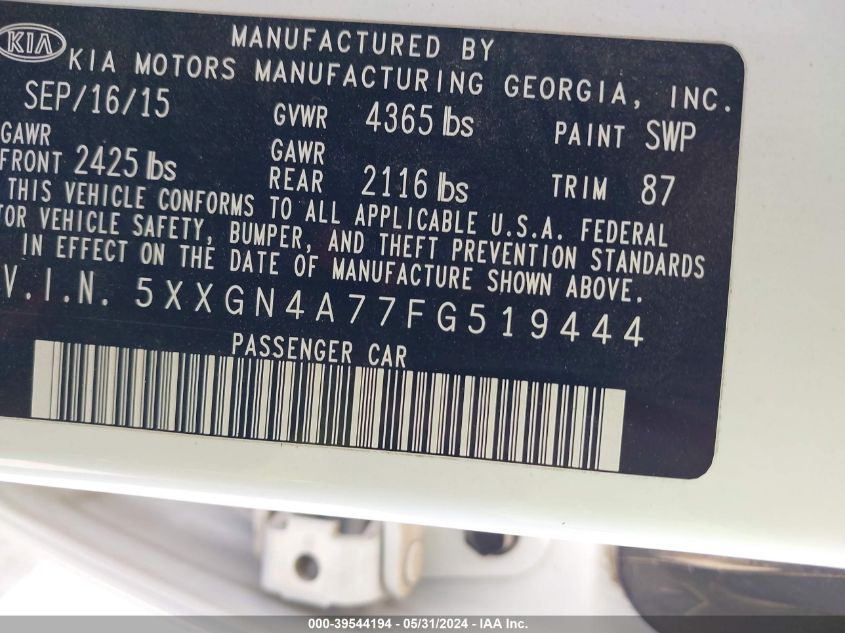 KIA
MANUFACTURED BY
KIA MOTORS MANUFACTURING GEORGIA, INC.
SEP/16/15 GVWR 4365 lbs PAINT SWP
GAWR FRONT 2425 lbs GAWR REAR 2116 lbs TRIM 87
THIS VEHICLE CONFORMS TO ALL APPLICABLE U.S.A. FEDERAL
TOR VEHICLE SAFETY, BUMPER, AND THEFT PREVENTION STANDARDS
IN EFFECT ON THE DATE OF MANUFACTURE SHOWN ABOVE.
V.I.N. 5XXGN4A77FG519444
PASSENGER CAR
000-39544194 - 05/31/2024 - IAA Inc.